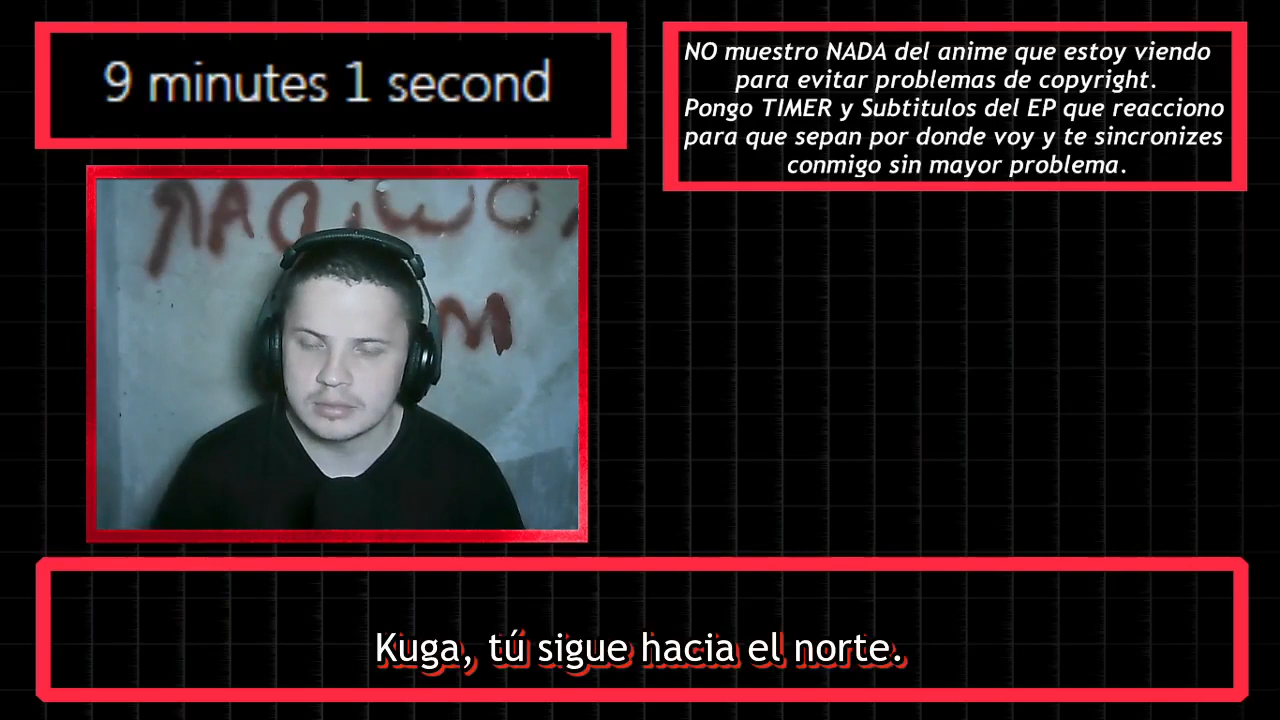 9 minutes 1 second
NO muestro NADA del anime que estoy viendo
para evitar problemas de copyright.
Pongo TIMER y Subtitulos del EP que reacciono
para que sepan por donde voy y te sincronizes
conmigo sin mayor problema.
Kuga, tú sigue hacia el norte.